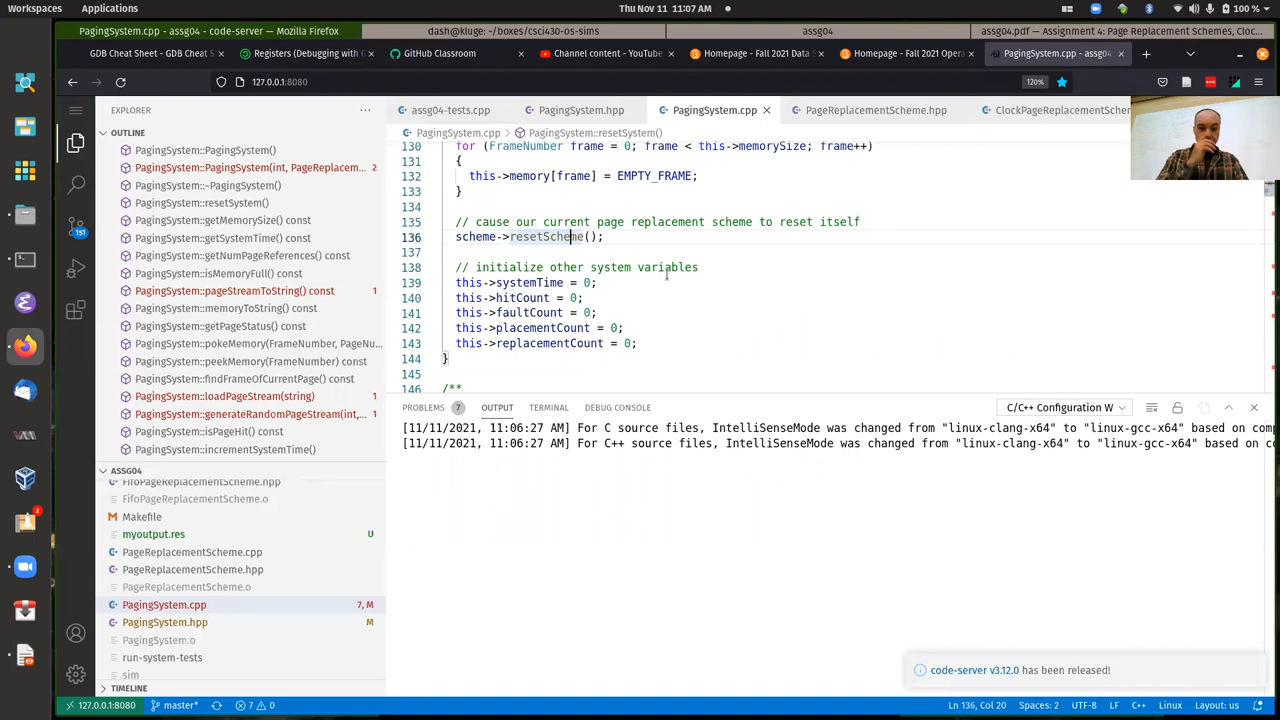 Workspaces
Applications
Thu Nov 11 11:07 AM
100 %
PagingSystem.cpp - assg04 - code-server — Mozilla Firefox
dash@kluge: ~/boxes/csci430-os-sims
assg04
assg04.pdf — Assignment 4: Page Replacement Schemes, Cloc…
GDB Cheat Sheet - GDB Cheat S
Registers (Debugging with G
GitHub Classroom
Channel content - YouTube
Homepage - Fall 2021 Data S
Homepage - Fall 2021 Opera
PagingSystem.cpp - assg04
127.0.0.1:8080
120%
EXPLORER
assg04-tests.cpp
PagingSystem.hpp
PagingSystem.cpp
PageReplacementScheme.hpp
ClockPageReplacementSchem
OUTLINE
PagingSystem.cpp > PagingSystem::resetSystem()
PagingSystem::PagingSystem()
PagingSystem::PagingSystem(int, PageReplacem... 2
PagingSystem::~PagingSystem()
PagingSystem::resetSystem()
PagingSystem::getMemorySize() const
PagingSystem::getSystemTime() const
PagingSystem::getNumPageReferences() const
PagingSystem::isMemoryFull() const
PagingSystem::pageStreamToString() const 1
PagingSystem::memoryToString() const
PagingSystem::getPageStatus() const
PagingSystem::pokeMemory(FrameNumber, PageNu...
PagingSystem::peekMemory(FrameNumber) const
PagingSystem::findFrameOfCurrentPage() const
PagingSystem::loadPageStream(string) 1
PagingSystem::generateRandomPageStream(int,... 1
PagingSystem::isPageHit() const
PagingSystem::incrementSystemTime()
151
ASSG04
FifoPageReplacementScheme.hpp
FifoPageReplacementScheme.o
Makefile
myoutput.res U
PageReplacementScheme.cpp
PageReplacementScheme.hpp
PageReplacementScheme.o
PagingSystem.cpp 7, M
PagingSystem.hpp M
PagingSystem.o
run-system-tests
sim
TIMELINE
130 for (FrameNumber frame = 0; frame < this->memorySize; frame++)
131 {
132 this->memory[frame] = EMPTY_FRAME;
133 }
134
135 // cause our current page replacement scheme to reset itself
136 scheme->resetScheme();
137
138 // initialize other system variables
139 this->systemTime = 0;
140 this->hitCount = 0;
141 this->faultCount = 0;
142 this->placementCount = 0;
143 this->replacementCount = 0;
144 }
145
146 /**
PROBLEMS 7 OUTPUT TERMINAL DEBUG CONSOLE
C/C++ Configuration W
[11/11/2021, 11:06:27 AM] For C source files, IntelliSenseMode was changed from "linux-clang-x64" to "linux-gcc-x64" based on comp
[11/11/2021, 11:06:27 AM] For C++ source files, IntelliSenseMode was changed from "linux-clang-x64" to "linux-gcc-x64" based on co
code-server v3.12.0 has been released!
2
127.0.0.1:8080
master*
7 0
Ln 136, Col 20
Spaces: 2
UTF-8
LF
C++
Linux
Layout: us